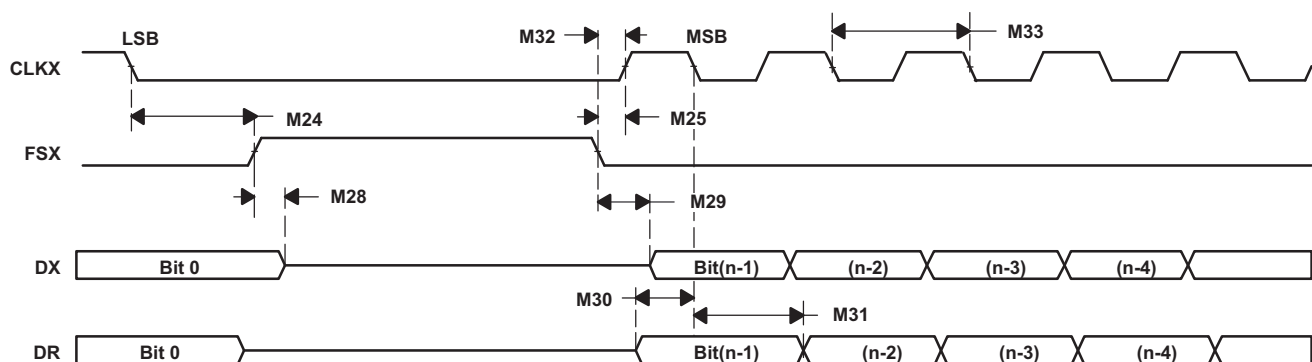 LSB M32 MSB M33
CLKX
M24 M25
FSX
M28 M29
DX Bit 0 Bit(n-1) (n-2) (n-3) (n-4)
M30 M31
DR Bit 0 Bit(n-1) (n-2) (n-3) (n-4)